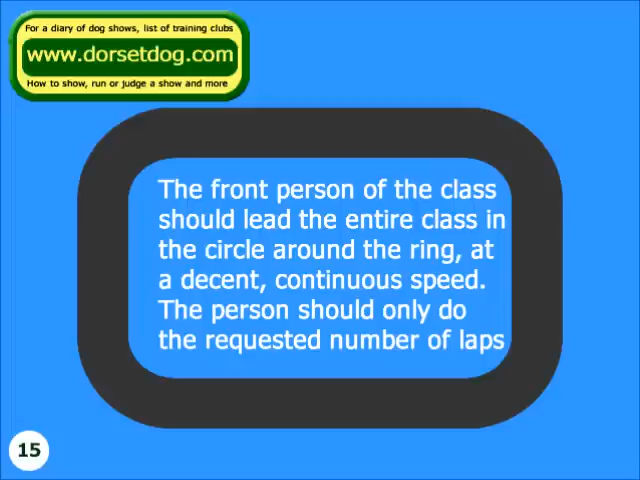 For a diary of dog shows, list of training clubs
www.dorsetdog.com
How to show, run or judge a show and more
The front person of the class
should lead the entire class in
the circle around the ring, at
a decent, continuous speed.
The person should only do
the requested number of laps
15